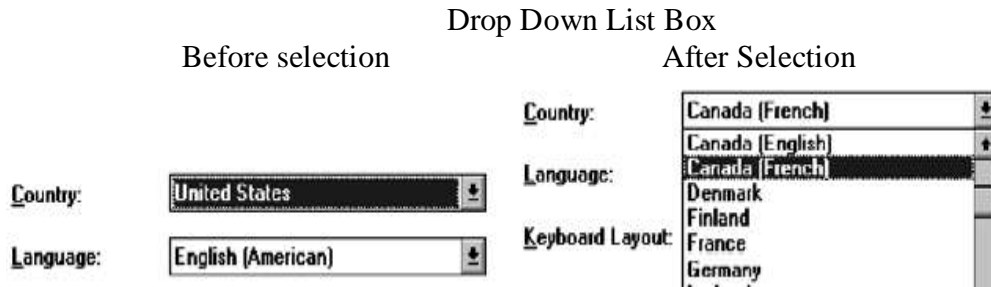 Drop Down List Box
Before selection
After Selection
Country: United States
Language: English (American)
Country: Canada (French)
Canada (English)
Language: Canada (French)
Denmark
Finland
Keyboard Layout: France
Germany